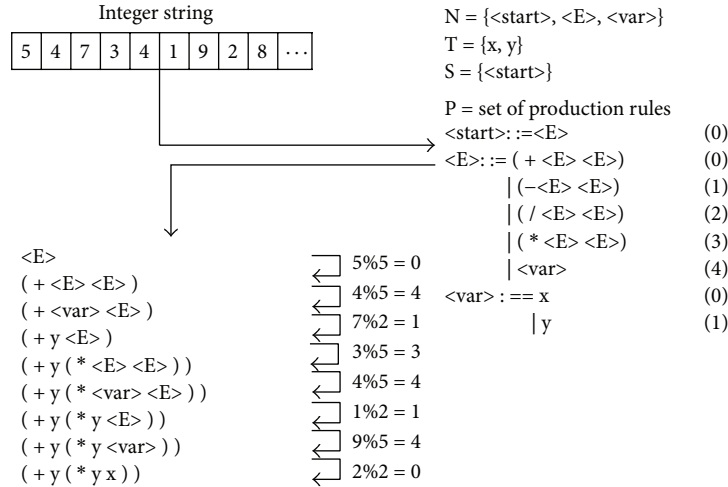 Integer string
5 4 7 3 4 1 9 2 8 ...
N = {<start>, <E>, <var>}
T = {x, y}
S = {<start>}
P = set of production rules
<start>: :=<E> (0)
<E>: := ( + <E> <E>) (0)
| (−<E> <E>) (1)
| ( / <E> <E>) (2)
| ( * <E> <E>) (3)
| <var> (4)
<var> : == x (0)
| y (1)
<E>
5%5 = 0
( + <E> <E> )
4%5 = 4
( + <var> <E> )
7%2 = 1
( + y <E> )
3%5 = 3
( + y ( * <E> <E> ) )
4%5 = 4
( + y ( * <var> <E> ) )
1%2 = 1
( + y ( * y <E> ) )
9%5 = 4
( + y ( * y <var> ) )
2%2 = 0
( + y ( * y x ) )